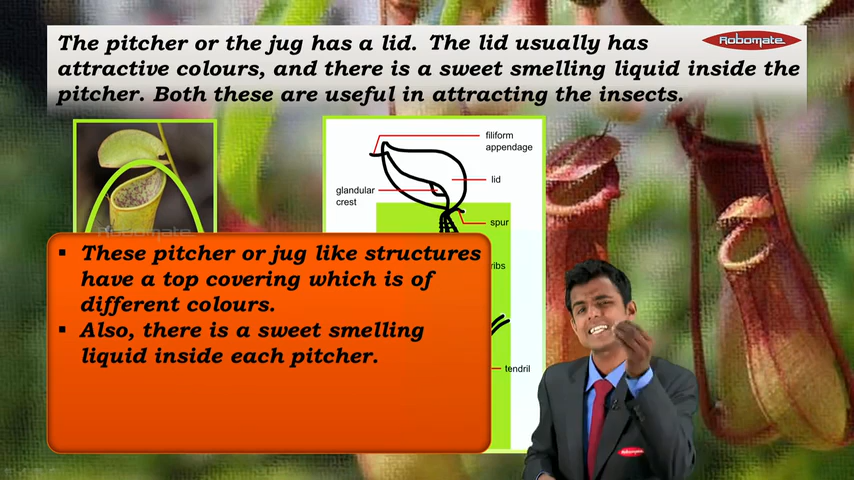 The pitcher or the jug has a lid. The lid usually has
attractive colours, and there is a sweet smelling liquid inside the
pitcher. Both these are useful in attracting the insects.
Robomate
filiform
appendage
lid
glandular
crest
spur
ribs
tendril
Robomate
▪ These pitcher or jug like structures
have a top covering which is of
different colours.
▪ Also, there is a sweet smelling
liquid inside each pitcher.
Robomate